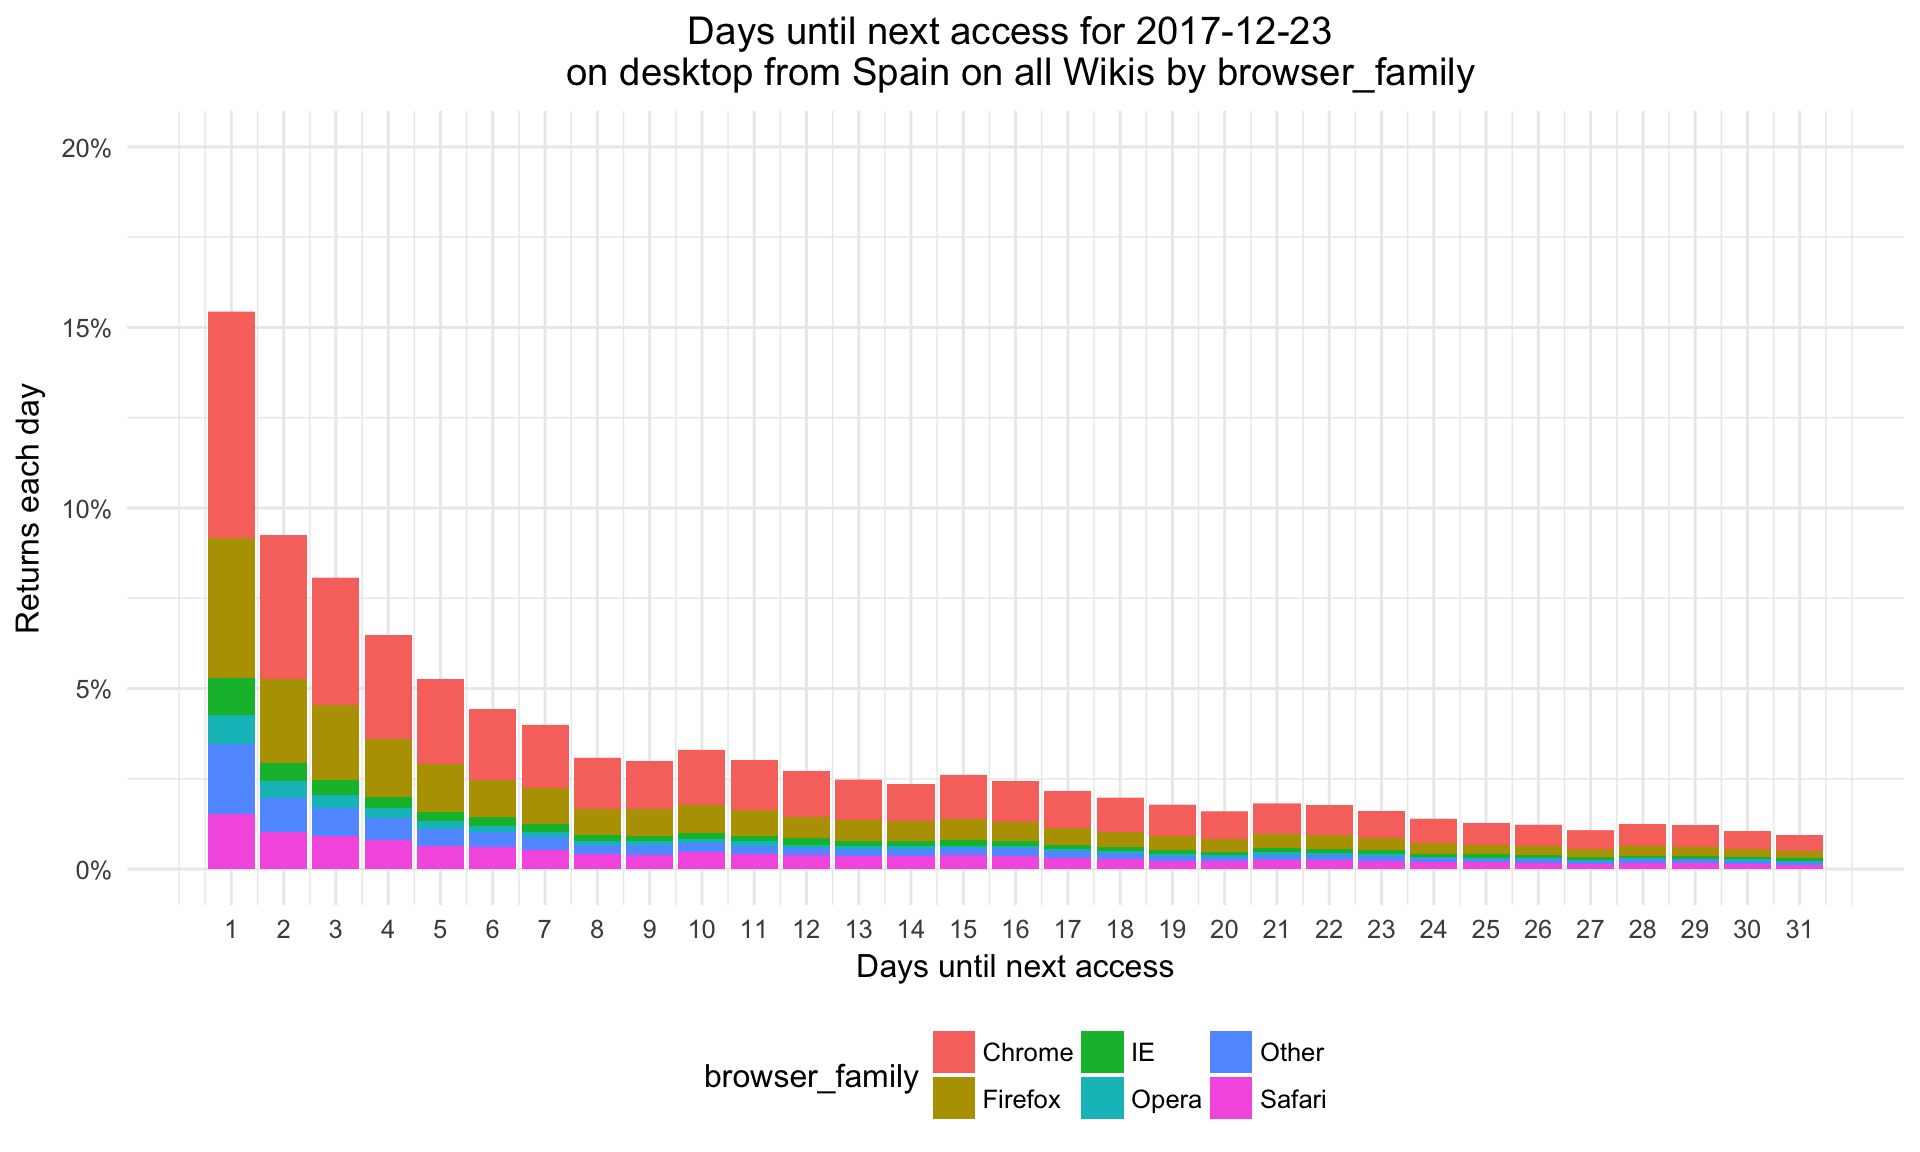 Days until next access for 2017-12-23
on desktop from Spain on all Wikis by browser_family
20%
15%
10%
5%
0%
Returns each day
1 2 3 4 5 6 7 8 9 10 11 12 13 14 15 16 17 18 19 20 21 22 23 24 25 26 27 28 29 30 31
Days until next access
browser_family
Chrome IE Other
Firefox Opera Safari